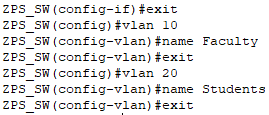 ZPS_SW(config-if)#exit
ZPS_SW(config)#vlan 10
ZPS_SW(config-vlan)#name Faculty
ZPS_SW(config-vlan)#exit
ZPS_SW(config)#vlan 20
ZPS_SW(config-vlan)#name Students
ZPS_SW(config-vlan)#exit